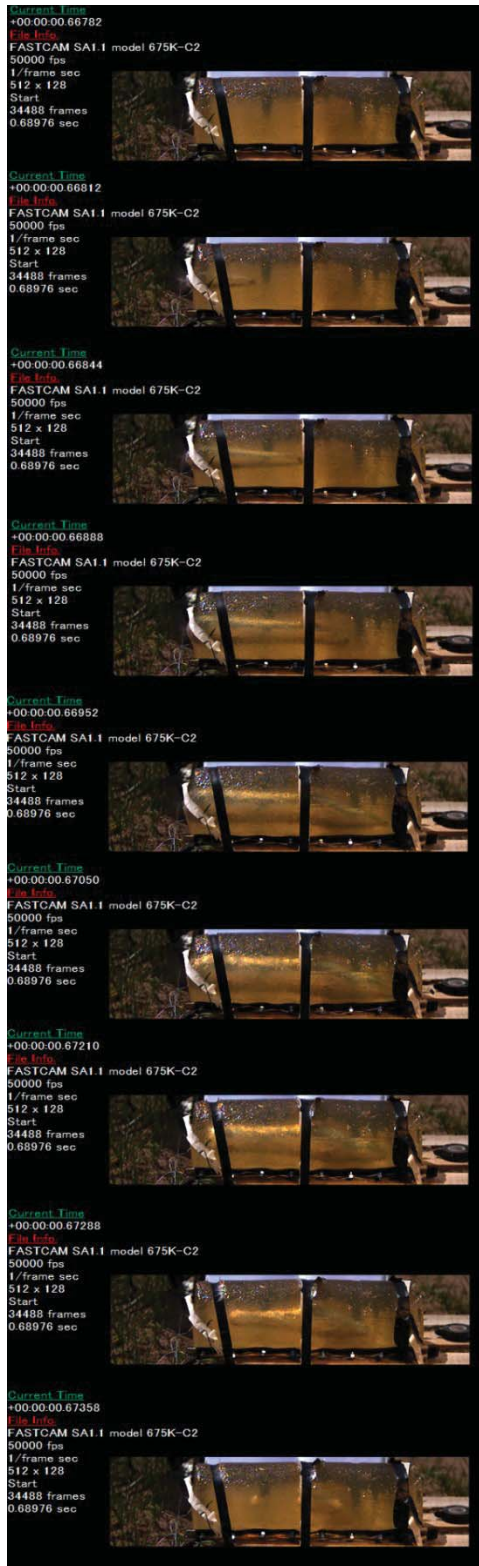 Current Time
+00:00:00.66782
File Info.
FASTCAM SA1.1 model 675K-C2
50000 fps
1/frame sec
512 x 128
Start
34488 frames
0.68976 sec
Current Time
+00:00:00.66812
File Info.
FASTCAM SA1.1 model 675K-C2
50000 fps
1/frame sec
512 x 128
Start
34488 frames
0.68976 sec
Current Time
+00:00:00.66844
File Info.
FASTCAM SA1.1 model 675K-C2
50000 fps
1/frame sec
512 x 128
Start
34488 frames
0.68976 sec
Current Time
+00:00:00.66888
File Info.
FASTCAM SA1.1 model 675K-C2
50000 fps
1/frame sec
512 x 128
Start
34488 frames
0.68976 sec
Current Time
+00:00:00.66952
File Info.
FASTCAM SA1.1 model 675K-C2
50000 fps
1/frame sec
512 x 128
Start
34488 frames
0.68976 sec
Current Time
+00:00:00.67050
File Info.
FASTCAM SA1.1 model 675K-C2
50000 fps
1/frame sec
512 x 128
Start
34488 frames
0.68976 sec
Current Time
+00:00:00.67210
File Info.
FASTCAM SA1.1 model 675K-C2
50000 fps
1/frame sec
512 x 128
Start
34488 frames
0.68976 sec
Current Time
+00:00:00.67288
File Info.
FASTCAM SA1.1 model 675K-C2
50000 fps
1/frame sec
512 x 128
Start
34488 frames
0.68976 sec
Current Time
+00:00:00.67358
File Info.
FASTCAM SA1.1 model 675K-C2
50000 fps
1/frame sec
512 x 128
Start
34488 frames
0.68976 sec